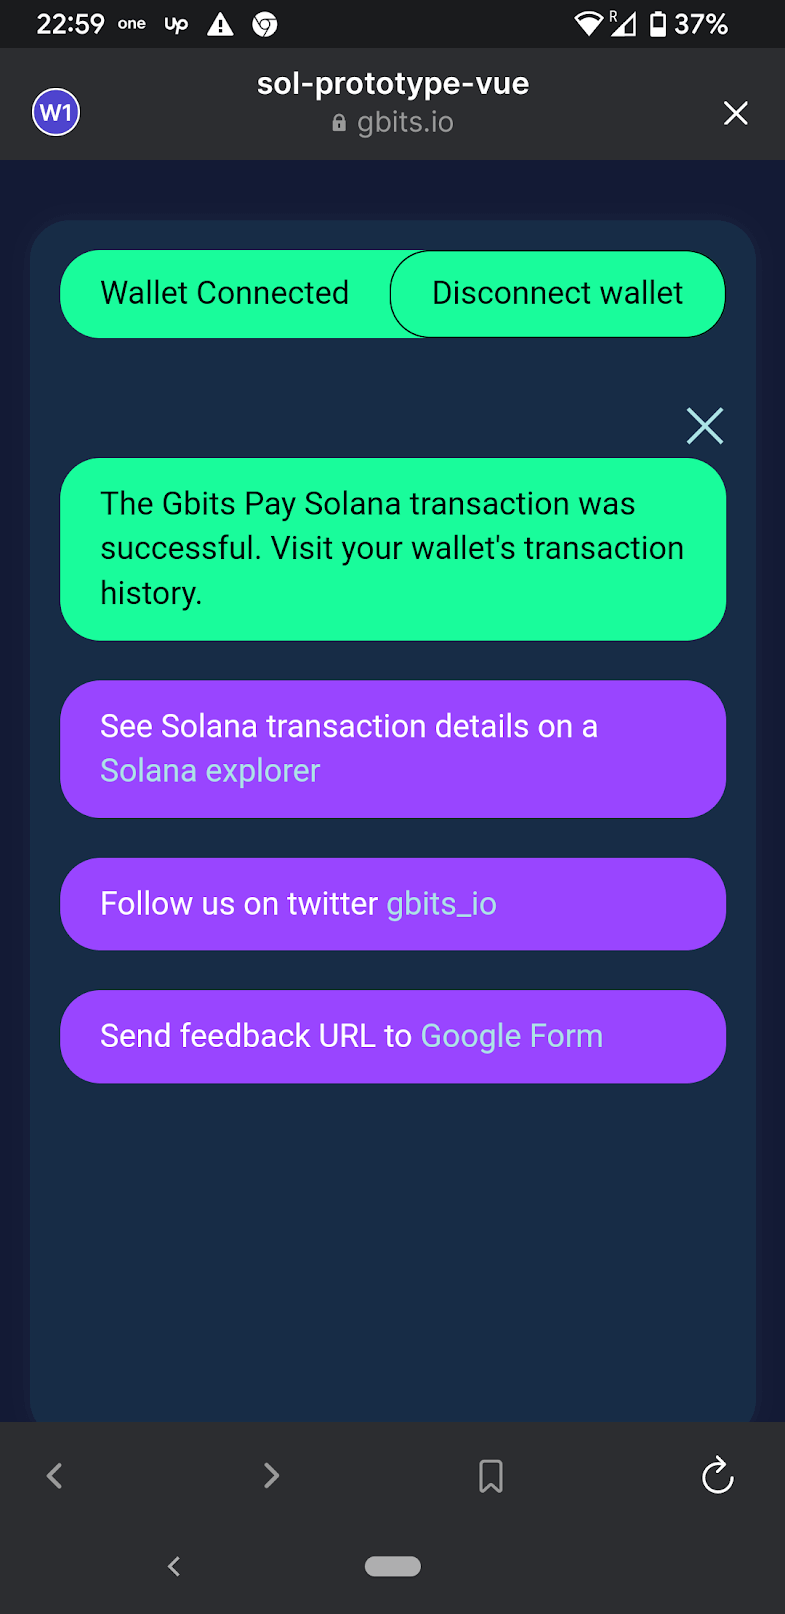 22:59 one Up R 37%
W1
sol-prototype-vue
gbits.io
Wallet Connected
Disconnect wallet
The Gbits Pay Solana transaction was
successful. Visit your wallet's transaction
history.
See Solana transaction details on a
Solana explorer
Follow us on twitter gbits_io
Send feedback URL to Google Form